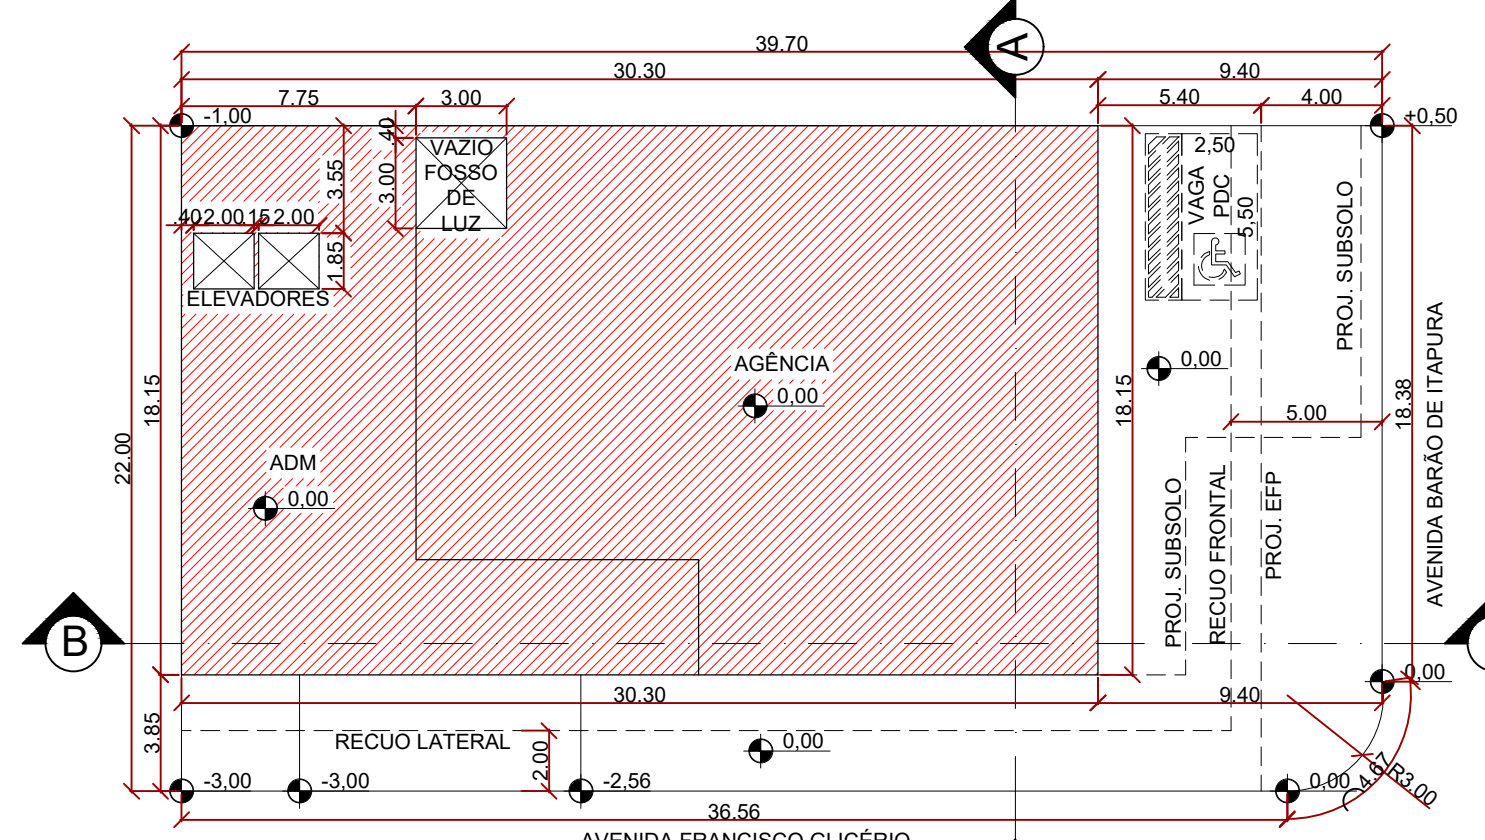 39.70
A
30.30
9.40
7.75
3.00
5.40
4.00
-1,00
.40
+0,50
VAZIO
FOSSO
DE
LUZ
3.55
3.00
2,50
VAGA
PDC
5,50
.40
2.00
.15
2.00
1.85
ELEVADORES
PROJ. SUBSOLO
AVENIDA BARÃO DE ITAPURA
AGÊNCIA
0,00
0,00
18.15
18.15
18.38
5.00
22.00
ADM
0,00
PROJ. SUBSOLO
RECUO FRONTAL
PROJ. EFP
B
30.30
9.40
0,00
3.85
RECUO LATERAL
2.00
0,00
-3,00
-3,00
-2,56
0,00
4.67
R3.00
36.56
AVENIDA FRANCISCO GLICÉRIO